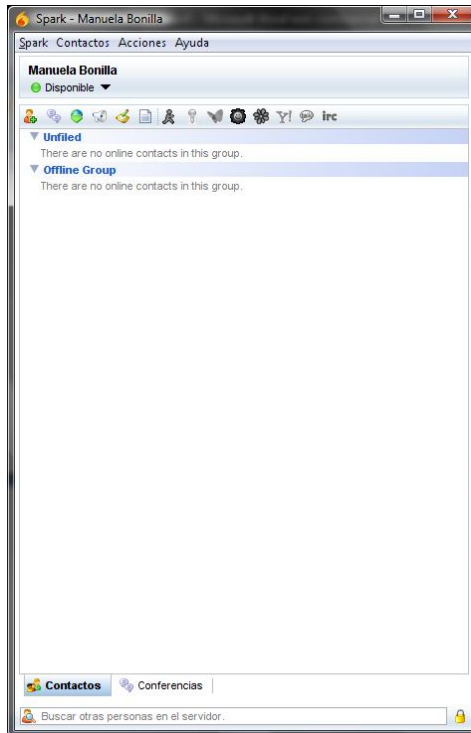 Spark - Manuela Bonilla
Spark Contactos Acciones Ayuda
Manuela Bonilla
Disponible
Y! irc
Unfiled
There are no online contacts in this group.
Offline Group
There are no online contacts in this group.
Contactos Conferencias
Buscar otras personas en el servidor.